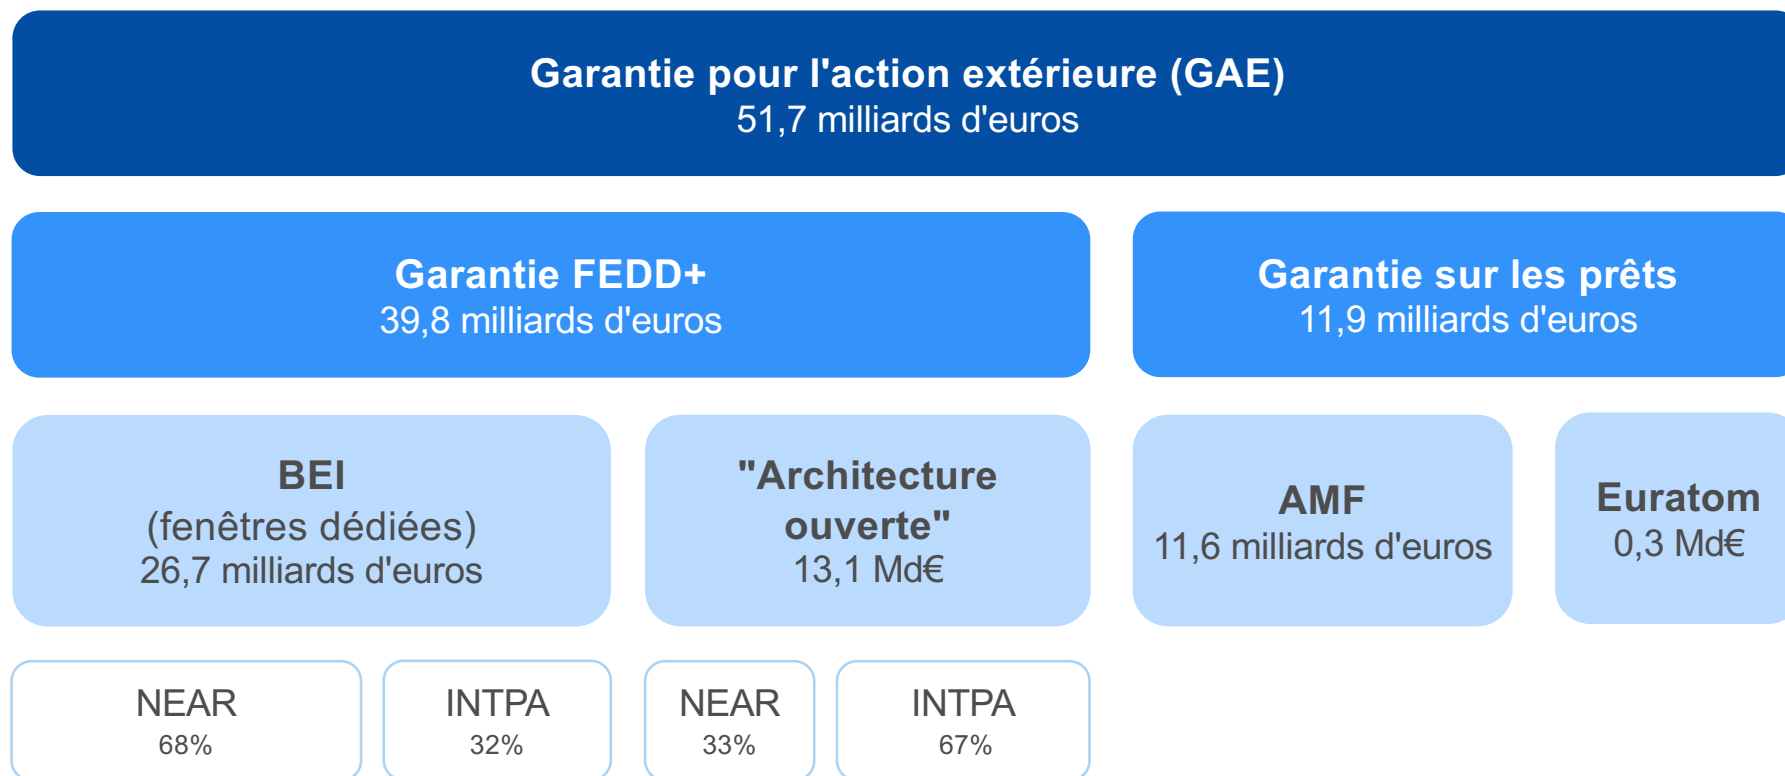 Garantie pour l'action extérieure (GAE)
51,7 milliards d'euros
Garantie FEDD+
39,8 milliards d'euros
Garantie sur les prêts
11,9 milliards d'euros
BEI
(fenêtres dédiées)
26,7 milliards d'euros
"Architecture
ouverte"
13,1 Md€
AMF
11,6 milliards d'euros
Euratom
0,3 Md€
NEAR
68%
INTPA
32%
NEAR
33%
INTPA
67%